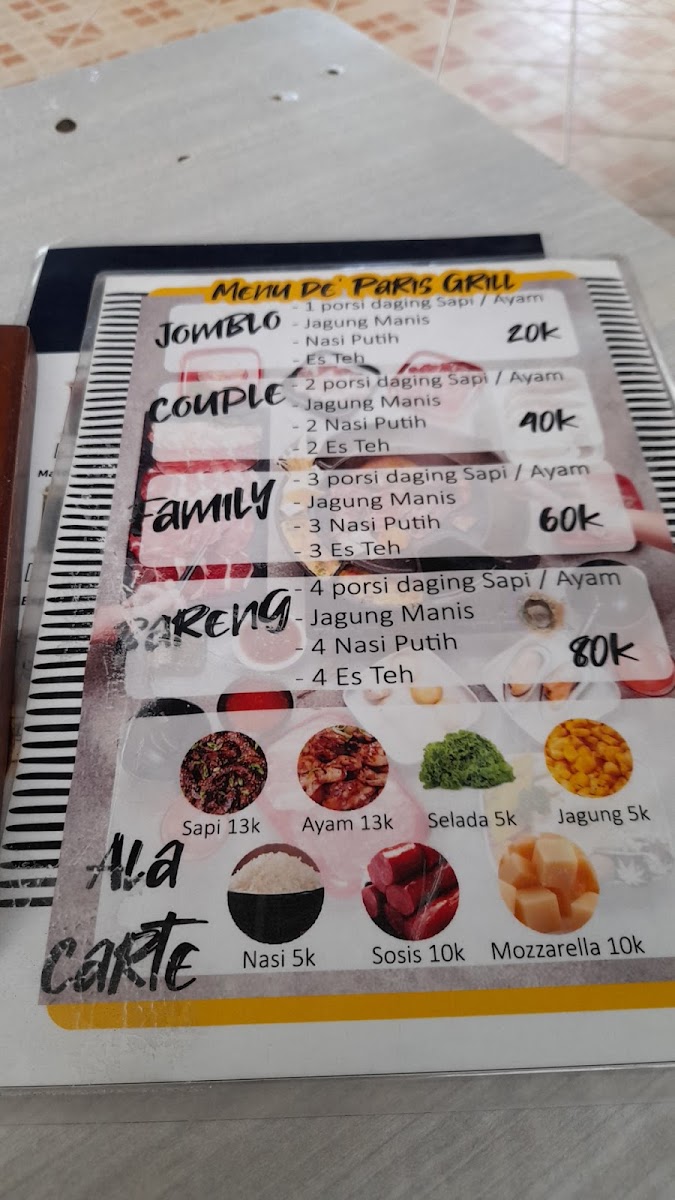 MENU DE' PARIS GRILL
JOMBLO
- 1 porsi daging Sapi / Ayam
- Jagung Manis
- Nasi Putih
- Es Teh
20K
COUPLE
- 2 porsi daging Sapi / Ayam
- Jagung Manis
- 2 Nasi Putih
- 2 Es Teh
40K
FAMILY
- 3 porsi daging Sapi / Ayam
- Jagung Manis
- 3 Nasi Putih
- 3 Es Teh
60K
BARENG
- 4 porsi daging Sapi / Ayam
- Jagung Manis
- 4 Nasi Putih
- 4 Es Teh
80K
ALA CARTE
Sapi 13k
Ayam 13k
Selada 5k
Jagung 5k
Nasi 5k
Sosis 10k
Mozzarella 10k